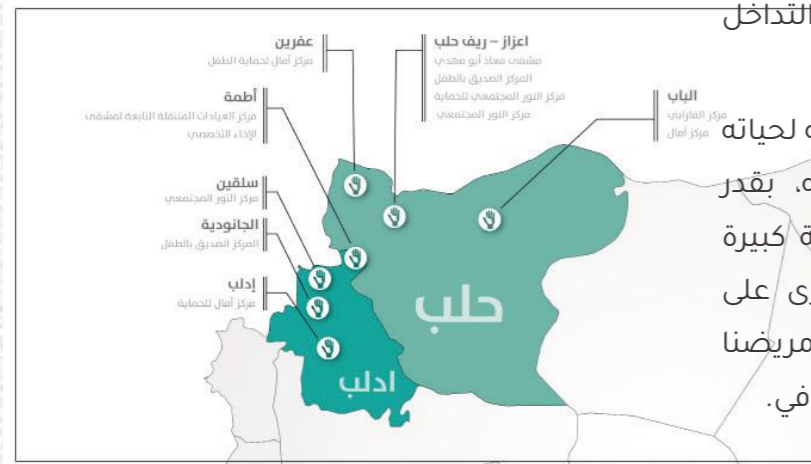 التداخل
عفرين
مركز آمال لحماية الطفل
اعزاز – ريف حلب
مشفى معاذ أبو مهدي
المركز الصديق بالطفل
مركز النور المجتمعي للحماية
مركز النور المجتمعي
الباب
مركز الفارابي
مركز آمال
أطمة
مركز العيادات المتنقلة التابعة لمشفى
الإخاء التخصصي
سلقين
مركز النور المجتمعي
الجانودية
المركز الصديق بالطفل
إدلب
مركز آمال للحماية
حلب
ادلب
لحياته
بقدر
كبيرة
على
مريضنا